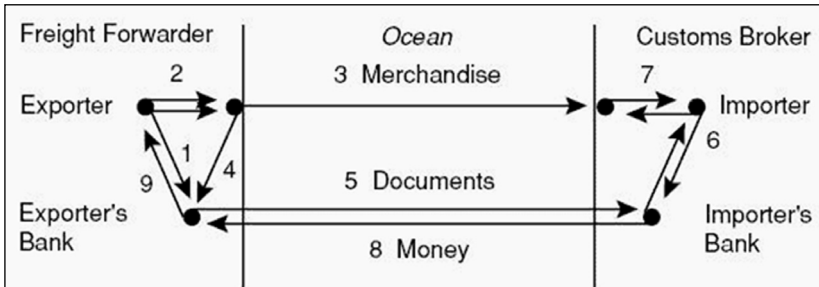 Freight Forwarder
Ocean
Customs Broker
2
3 Merchandise
7
Exporter
Importer
1
4
6
9
5 Documents
Exporter's
Bank
Importer's
Bank
8 Money